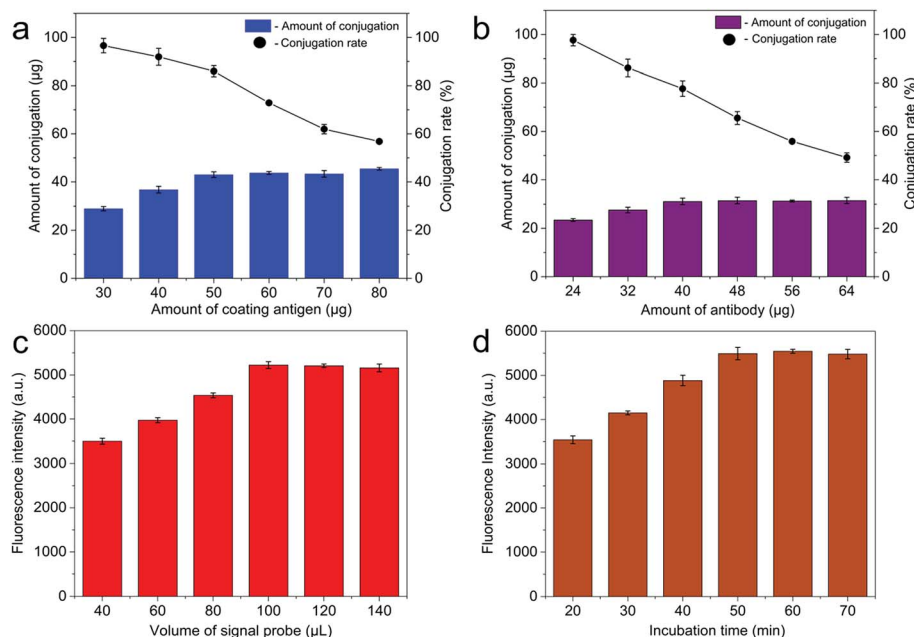 a
- Amount of conjugation
- Conjugation rate
Amount of conjugation (μg)
100
80
60
40
20
0
100
80
60
40
20
0
Conjugation rate (%)
30 40 50 60 70 80
Amount of coating antigen (μg)
b
- Amount of conjugation
- Conjugation rate
Amount of conjugation (μg)
100
80
60
40
20
0
100
80
60
40
20
0
Conjugation rate (%)
24 32 40 48 56 64
Amount of antibody (μg)
c
Fluorescence intensity (a.u.)
6000
5000
4000
3000
2000
1000
0
40 60 80 100 120 140
Volume of signal probe (μL)
d
Fluorescence Intensity (a.u.)
6000
5000
4000
3000
2000
1000
0
20 30 40 50 60 70
Incubation time (min)